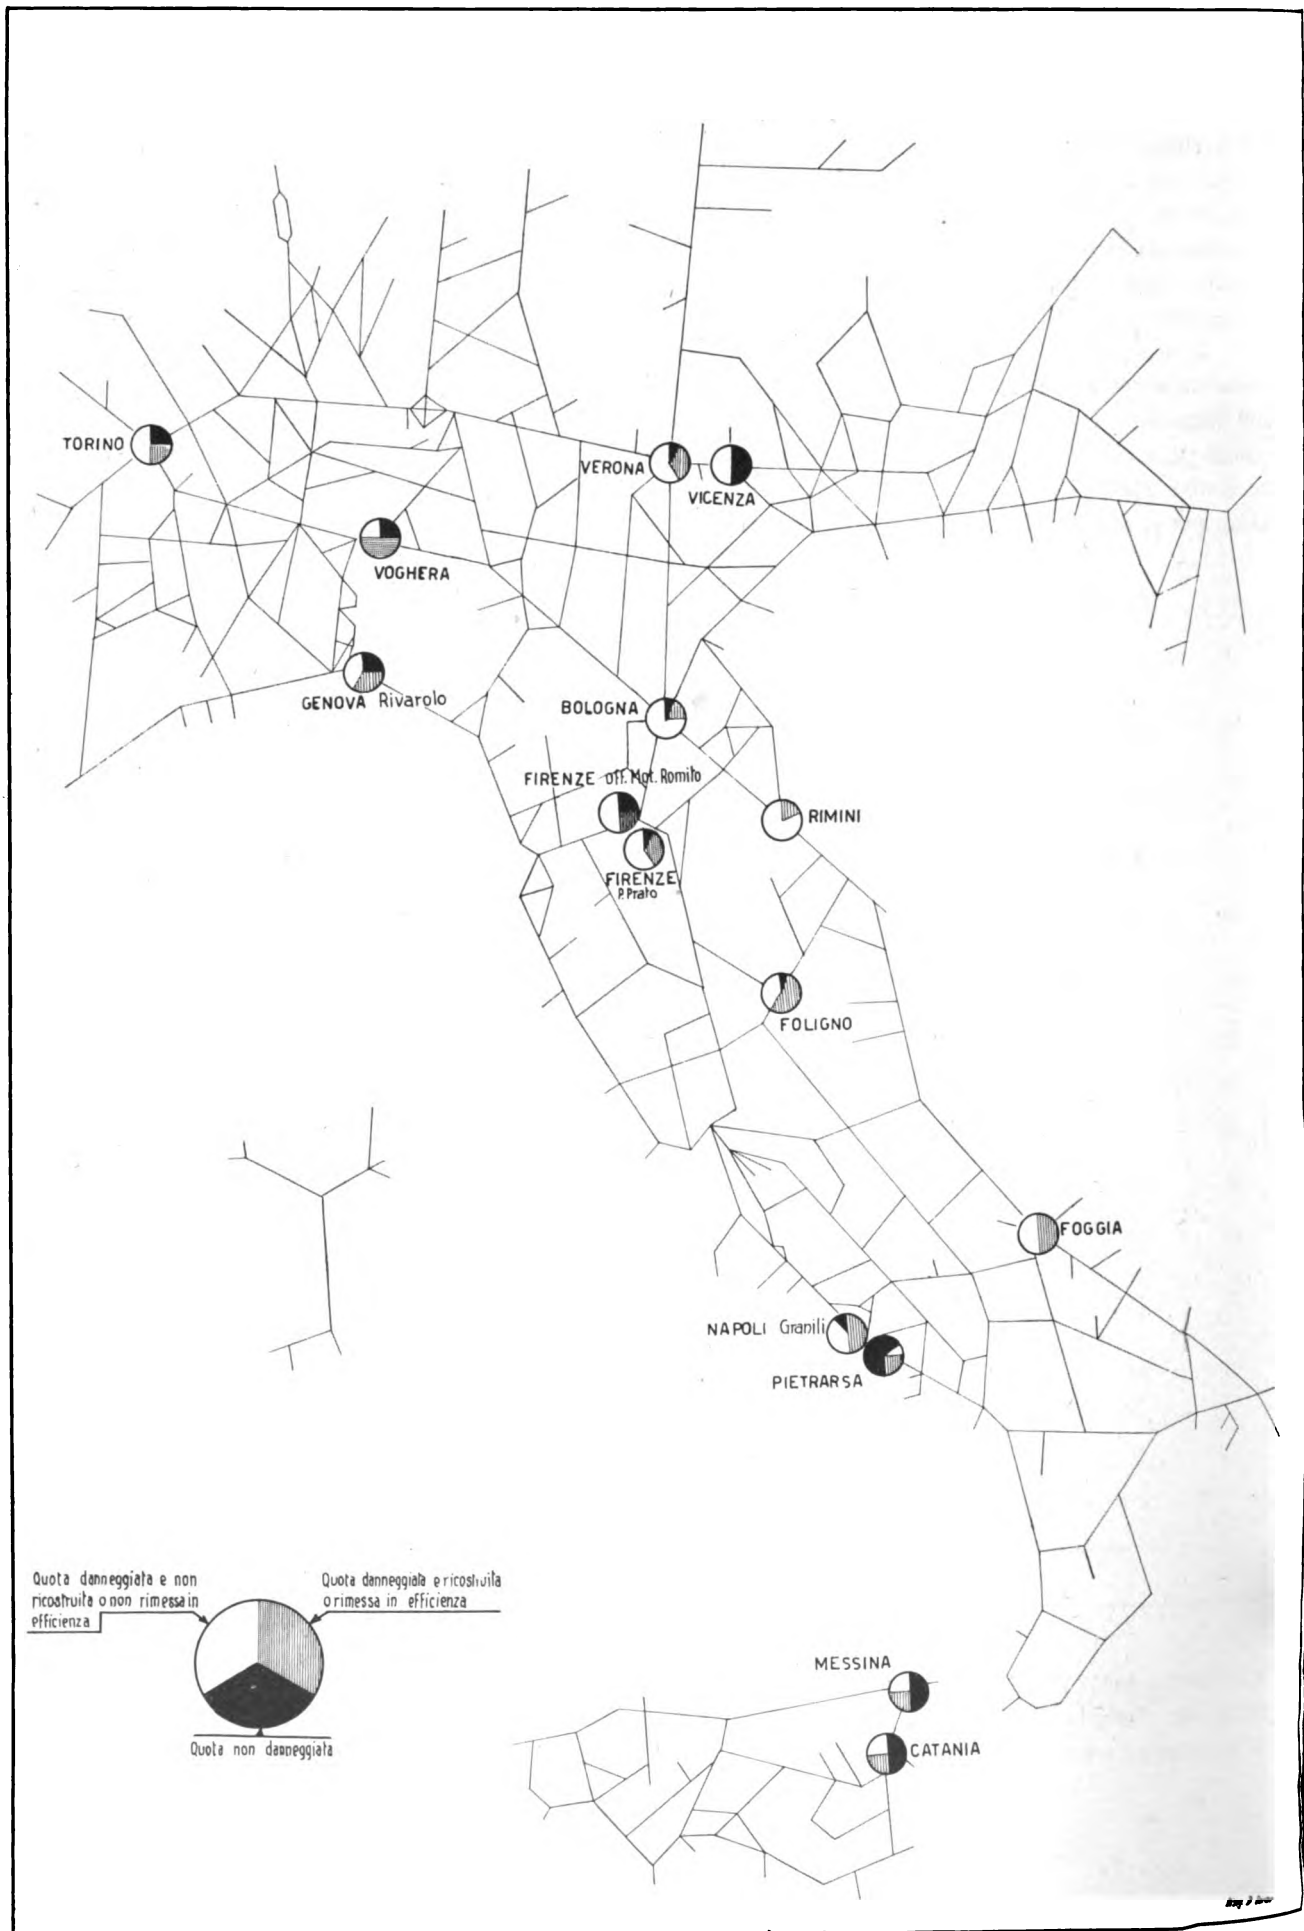 TORINO
VERONA
VICENZA
VOGHERA
GENOVA Rivarolo
BOLOGNA
FIRENZE off. Mot. Romito
RIMINI
FIRENZE
P. Prato
FOLIGNO
FOGGIA
NAPOLI Granili
PIETRARSA
Quota danneggiata e non
ricostruita o non rimessa in
efficienza
Quota danneggiata e ricostruita
o rimessa in efficienza
Quota non danneggiata
MESSINA
CATANIA